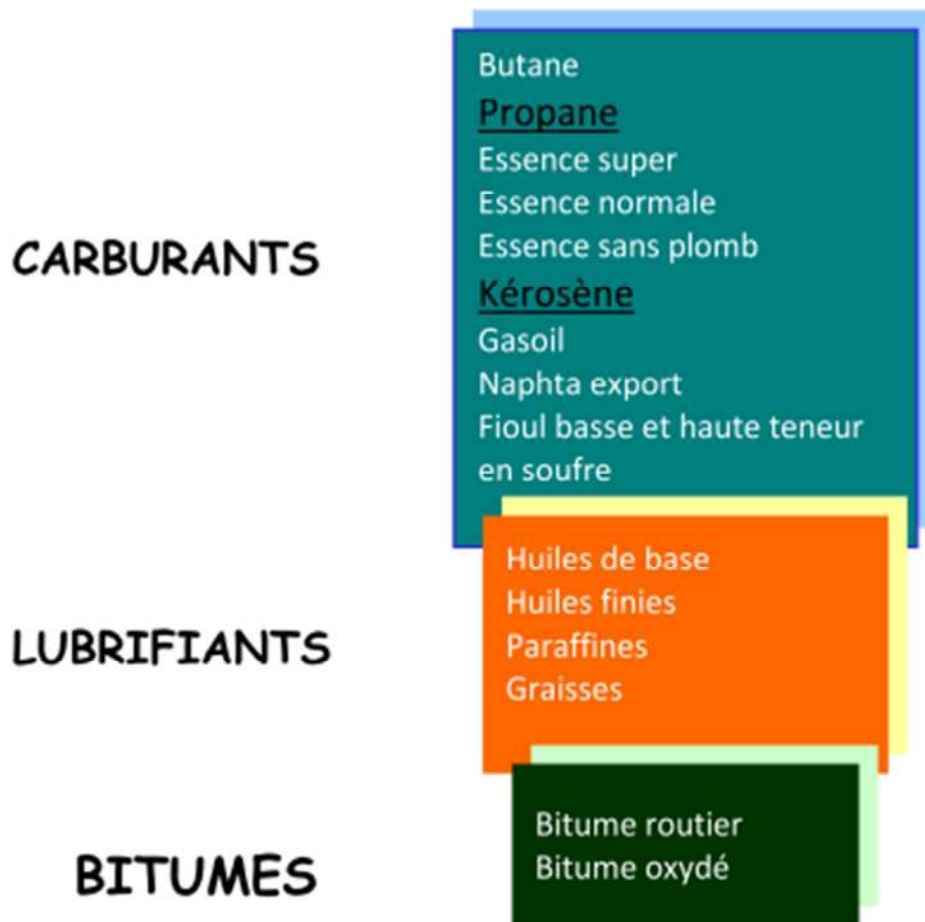 CARBURANTS
Butane
Propane
Essence super
Essence normale
Essence sans plomb
Kérosène
Gasoil
Naphta export
Fioul basse et haute teneur
en soufre
LUBRIFIANTS
Huiles de base
Huiles finies
Paraffines
Graisses
BITUMES
Bitume routier
Bitume oxydé